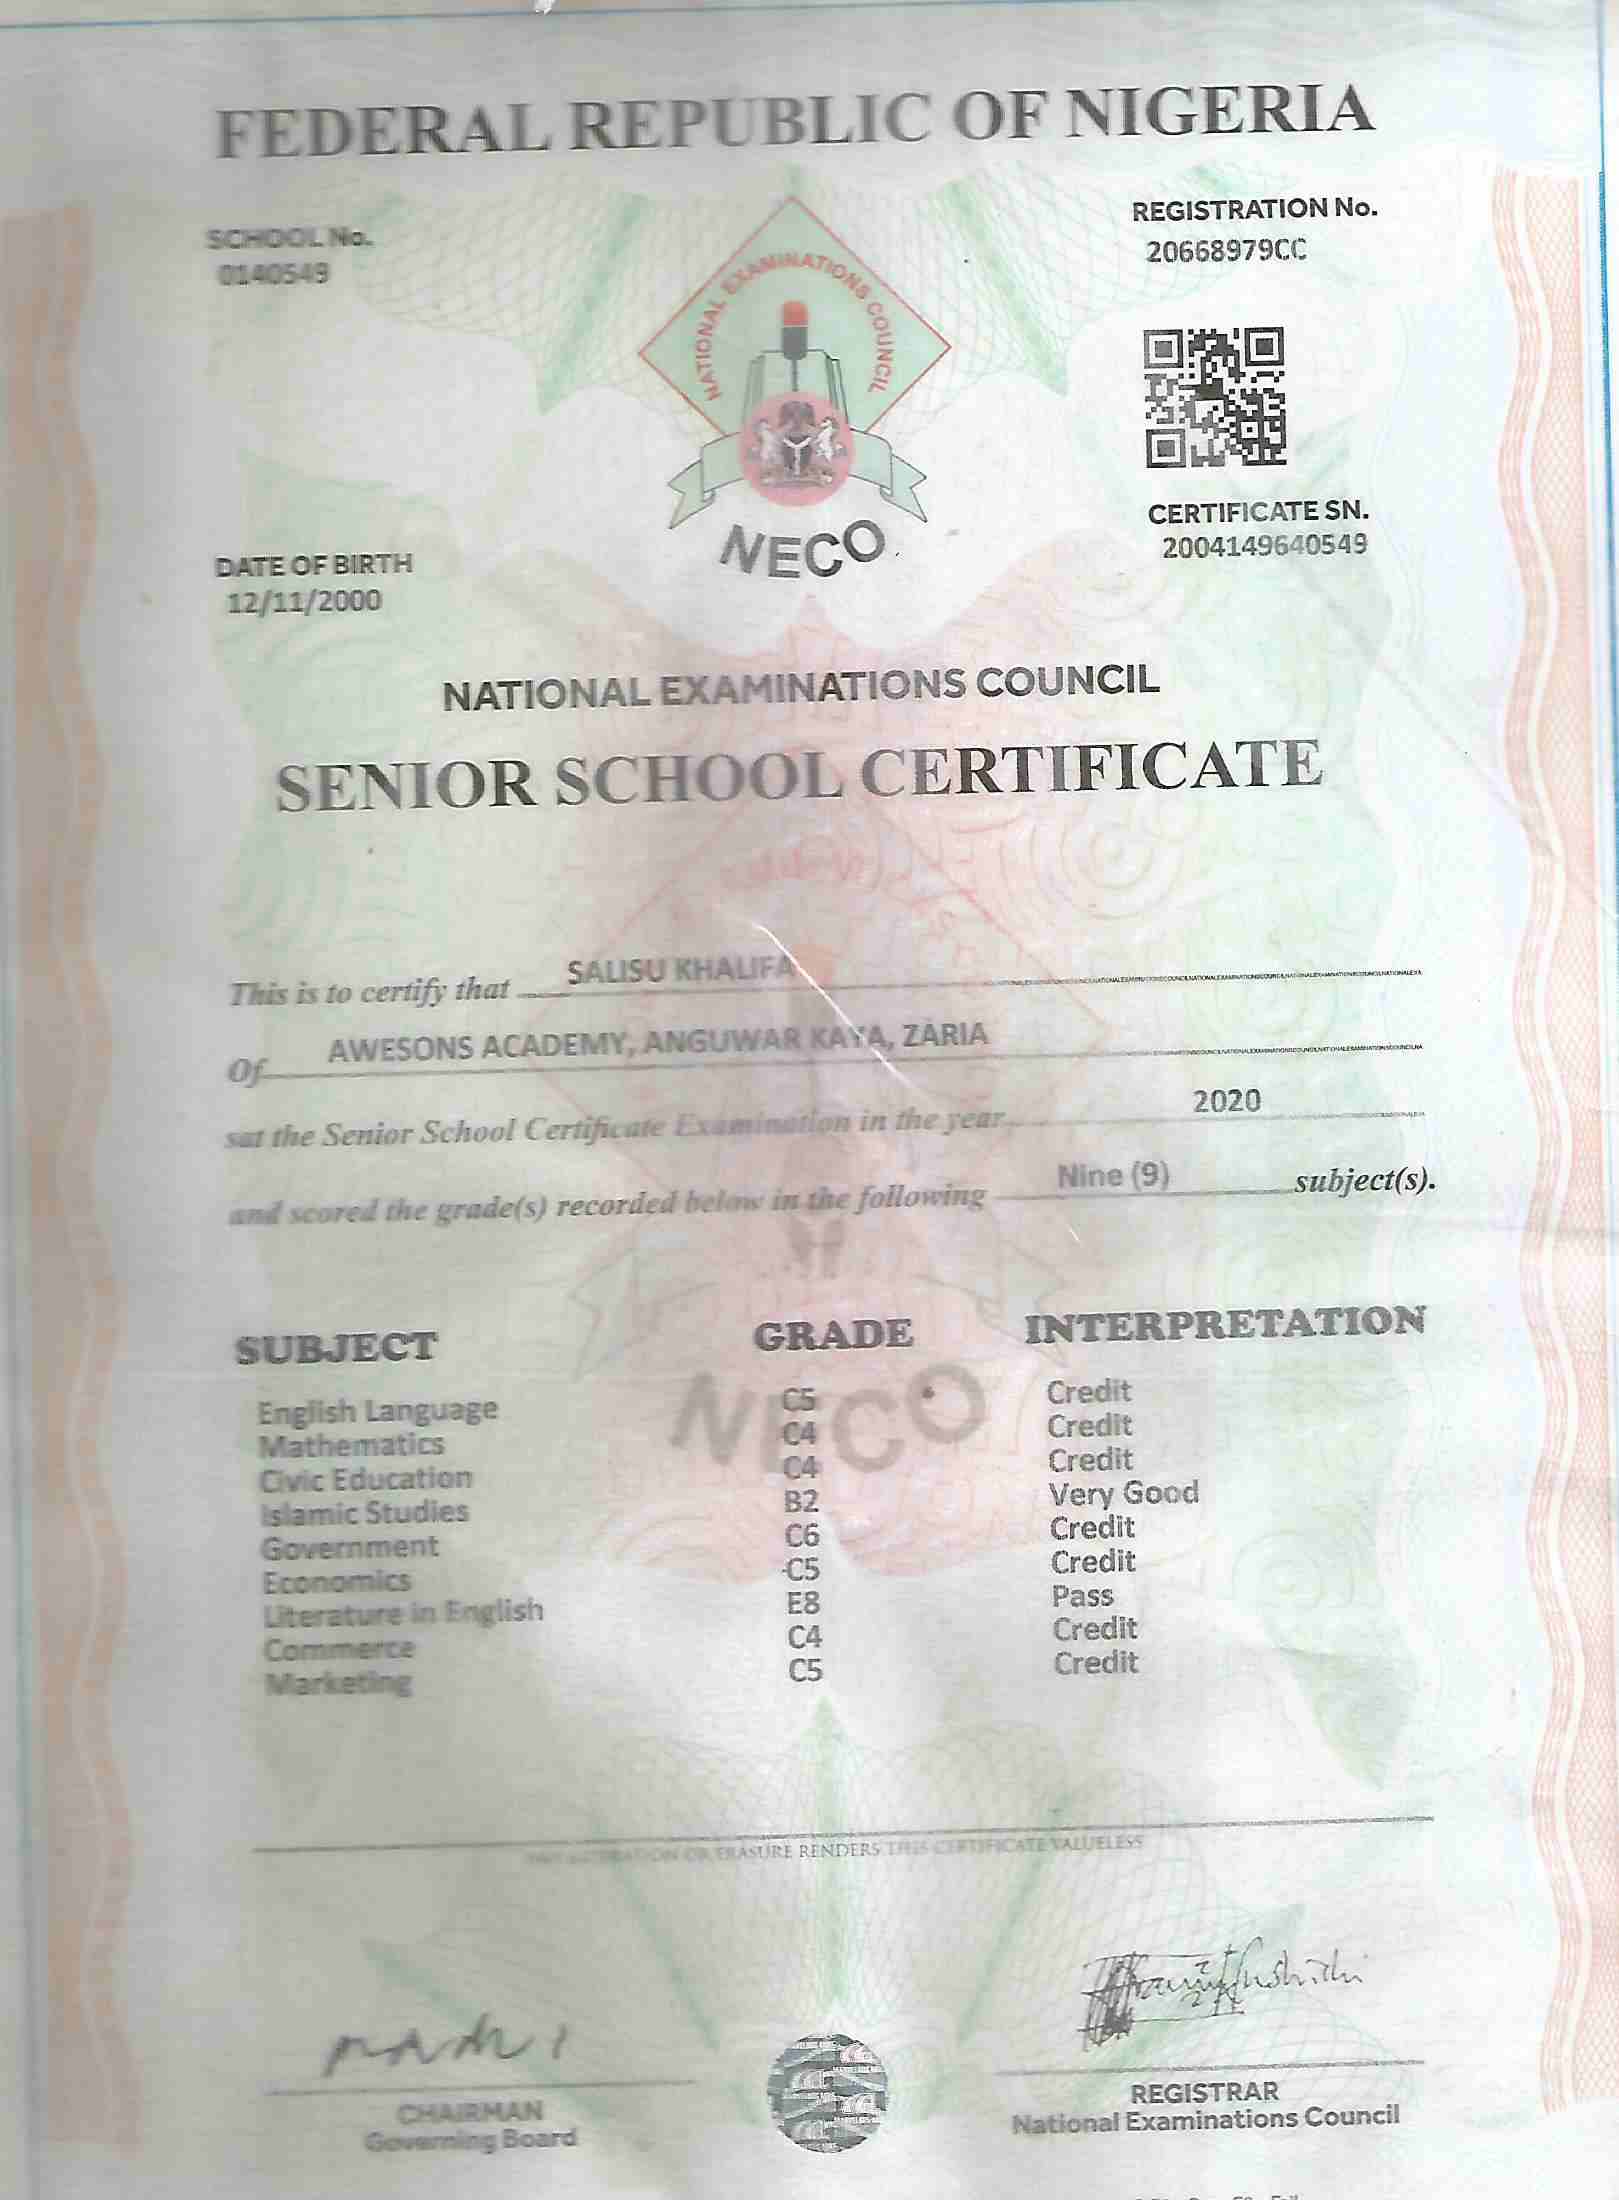 FEDERAL REPUBLIC OF NIGERIA
SCHOOL No.
0140549
REGISTRATION No.
20668979CC
NATIONAL EXAMINATIONS COUNCIL
NECO
CERTIFICATE SN.
2004149640549
DATE OF BIRTH
12/11/2000
NATIONAL EXAMINATIONS COUNCIL
SENIOR SCHOOL CERTIFICATE
This is to certify that SALISU KHALIFA
Of AWESONS ACADEMY, ANGUWAR KAYA, ZARIA
sat the Senior School Certificate Examination in the year 2020
and scored the grade(s) recorded below in the following Nine (9) subject(s).
SUBJECT GRADE INTERPRETATION
English Language C5 Credit
Mathematics C4 Credit
Civic Education C4 Credit
Islamic Studies B2 Very Good
Government C6 Credit
Economics C5 Credit
Literature in English E8 Pass
Commerce C4 Credit
Marketing C5 Credit
NECO
ALTERATION OR ERASURE RENDERS THIS CERTIFICATE VALUELESS
CHAIRMAN
Governing Board
REGISTRAR
National Examinations Council